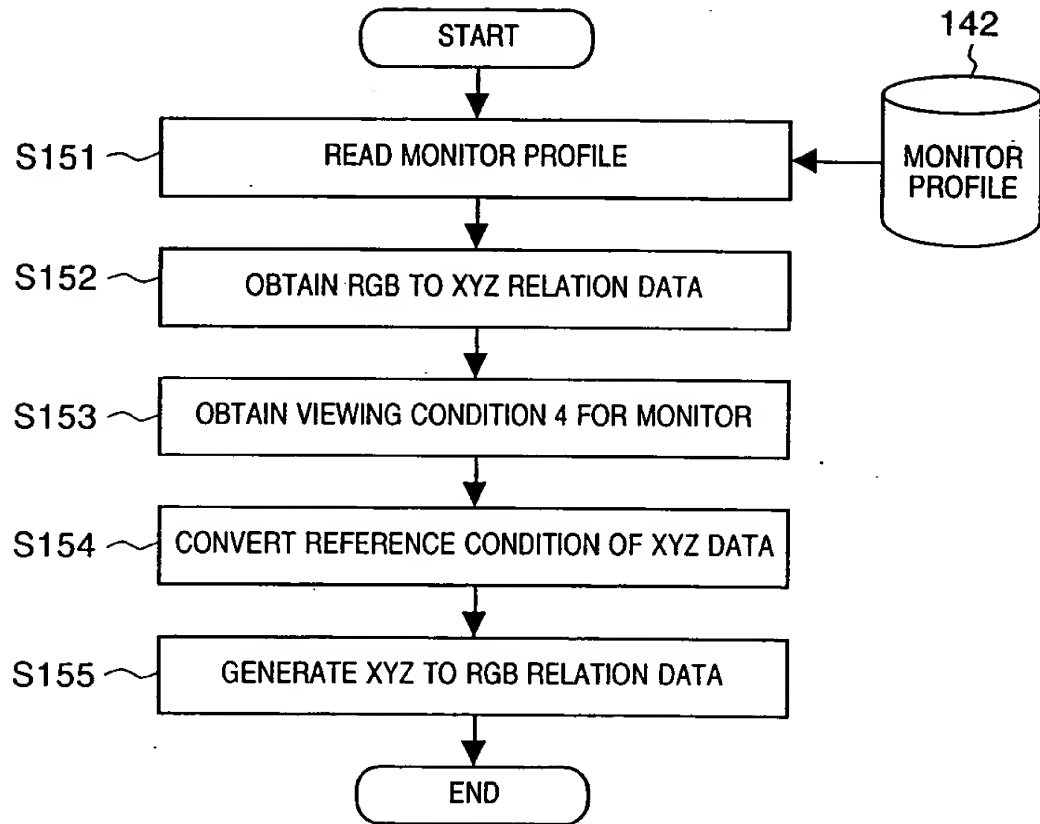 START
142
S151
READ MONITOR PROFILE
MONITOR
PROFILE
S152
OBTAIN RGB TO XYZ RELATION DATA
S153
OBTAIN VIEWING CONDITION 4 FOR MONITOR
S154
CONVERT REFERENCE CONDITION OF XYZ DATA
S155
GENERATE XYZ TO RGB RELATION DATA
END